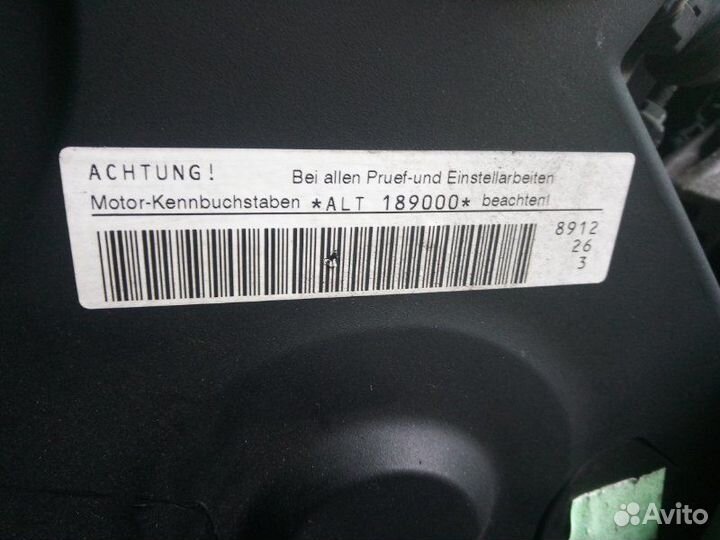 ACHTUNG! Bei allen Pruef-und Einstellarbeiten
Motor-Kennbuchstaben *ALT 189000* beachten!
8912
26
3
Avito